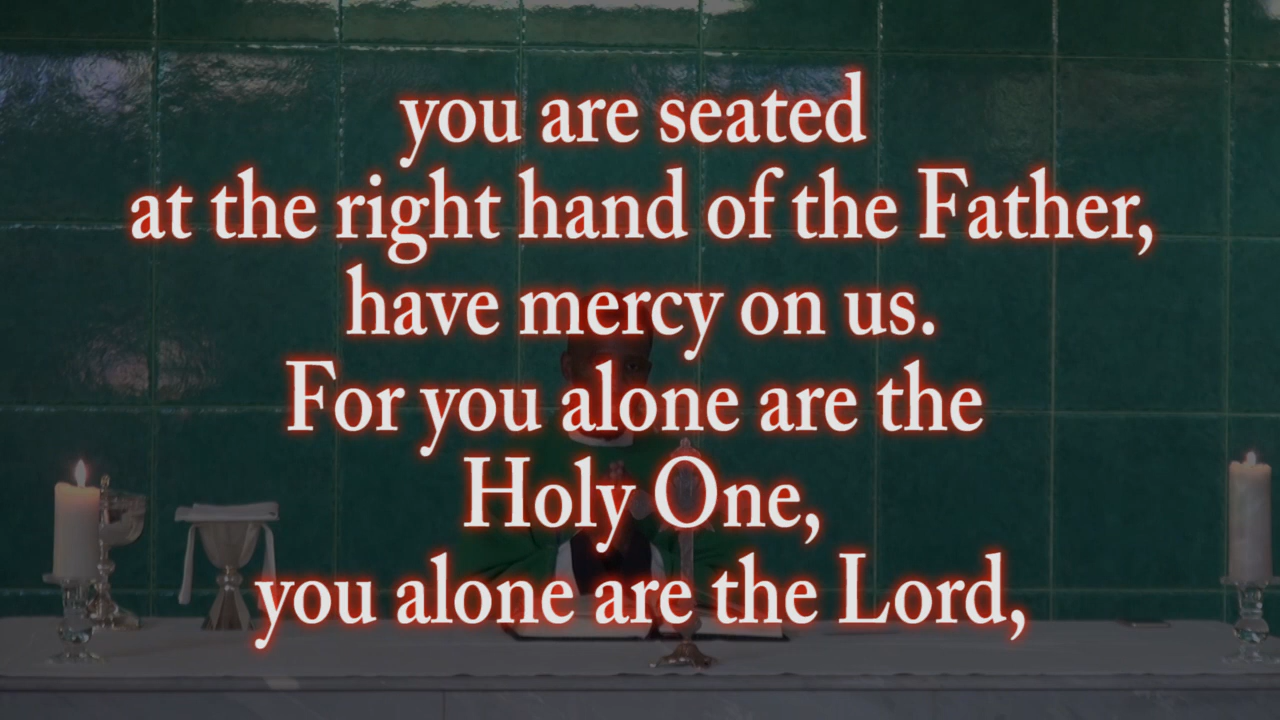 you are seated
at the right hand of the Father,
have mercy on us.
For you alone are the
Holy One,
you alone are the Lord,